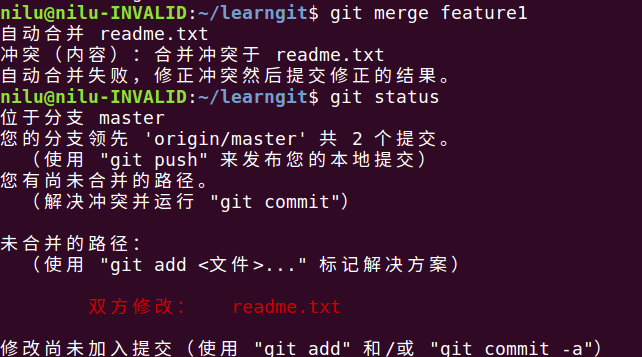 nilu@nilu-INVALID:~/learngit$ git merge feature1
自动合并 readme.txt
冲突（内容）：合并冲突于 readme.txt
自动合并失败，修正冲突然后提交修正的结果。
nilu@nilu-INVALID:~/learngit$ git status
位于分支 master
您的分支领先 'origin/master' 共 2 个提交。
（使用 "git push" 来发布您的本地提交）
您有尚未合并的路径。
（解决冲突并运行 "git commit"）
未合并的路径：
（使用 "git add <文件>..." 标记解决方案）
双方修改： readme.txt
修改尚未加入提交（使用 "git add" 和/或 "git commit -a"）